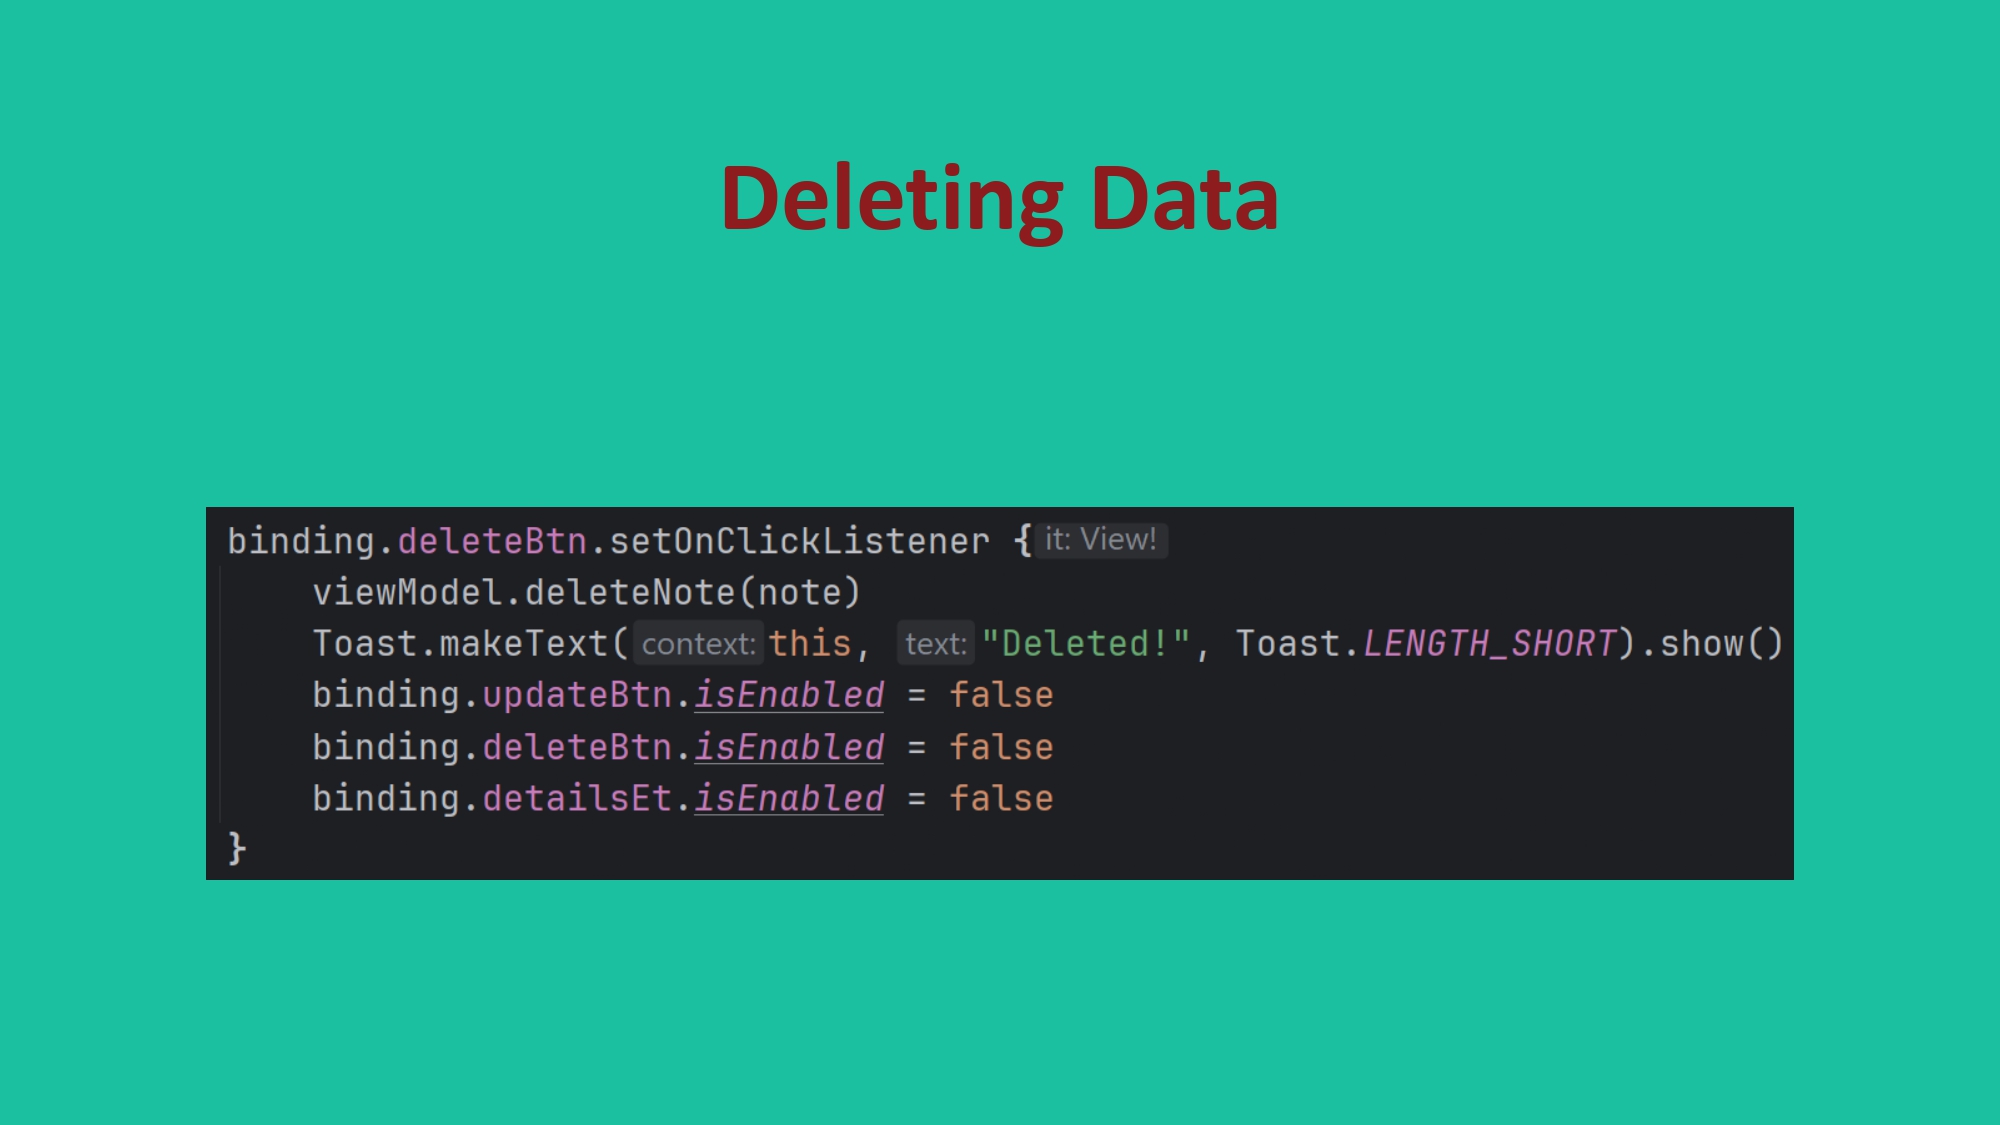 Deleting Data
binding.deleteBtn.setOnClickListener { it: View!
    viewModel.deleteNote(note)
    Toast.makeText( context: this, text: "Deleted!", Toast.LENGTH_SHORT).show()
    binding.updateBtn.isEnabled = false
    binding.deleteBtn.isEnabled = false
    binding.detailsEt.isEnabled = false
}